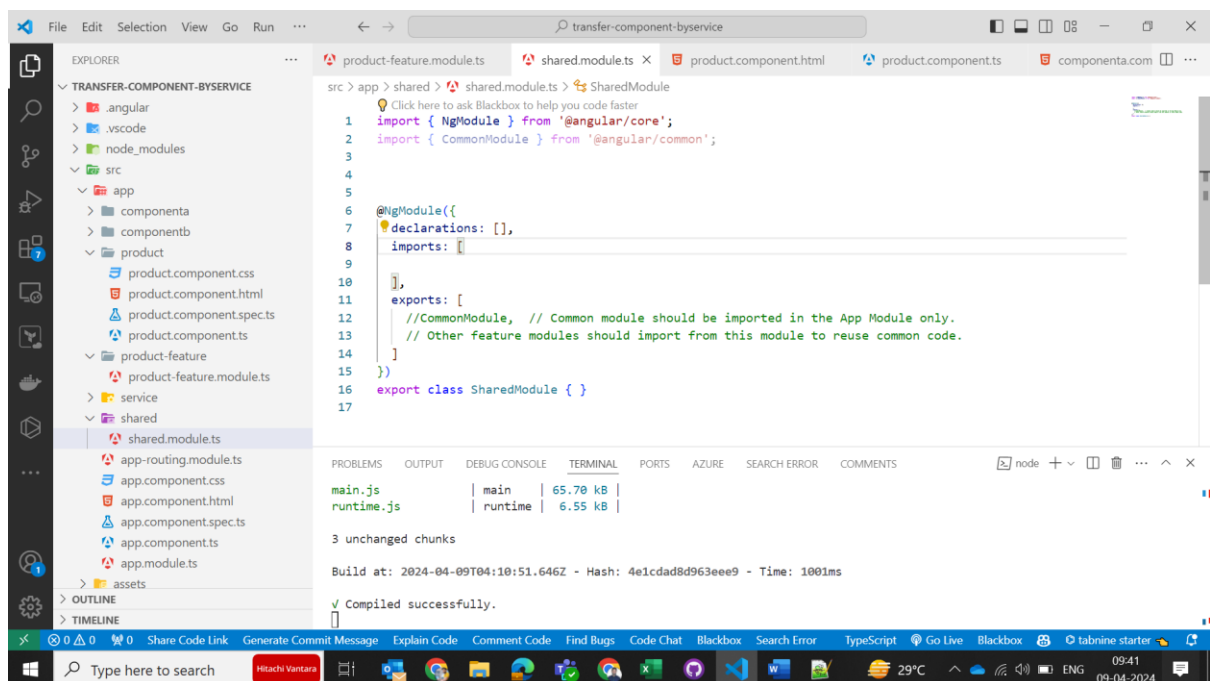 File Edit Selection View Go Run ··· transfer-component-byservice
EXPLORER ···
TRANSFER-COMPONENT-BYSERVICE
.angular
.vscode
node_modules
src
app
componenta
componentb
product
product.component.css
product.component.html
product.component.spec.ts
product.component.ts
product-feature
product-feature.module.ts
service
shared
shared.module.ts
app-routing.module.ts
app.component.css
app.component.html
app.component.spec.ts
app.component.ts
app.module.ts
assets
OUTLINE
TIMELINE
7
1
product-feature.module.ts shared.module.ts product.component.html product.component.ts componenta.com ···
src > app > shared > shared.module.ts > SharedModule
Click here to ask Blackbox to help you code faster
1 import { NgModule } from '@angular/core';
2 import { CommonModule } from '@angular/common';
3
4
5
6 @NgModule({
7 declarations: [],
8 imports: [
9
10 ],
11 exports: [
12 //CommonModule, // Common module should be imported in the App Module only.
13 // Other feature modules should import from this module to reuse common code.
14 ]
15 })
16 export class SharedModule { }
17
PROBLEMS OUTPUT DEBUG CONSOLE TERMINAL PORTS AZURE SEARCH ERROR COMMENTS node
main.js | main | 65.70 kB |
runtime.js | runtime | 6.55 kB |
3 unchanged chunks
Build at: 2024-04-09T04:10:51.646Z - Hash: 4e1cdad8d963eee9 - Time: 1001ms
√ Compiled successfully.
0 0 0 Share Code Link Generate Commit Message Explain Code Comment Code Find Bugs Code Chat Blackbox Search Error TypeScript Go Live Blackbox tabnine starter
Type here to search Hitachi Vantara 29°C ENG 09:41
09-04-2024